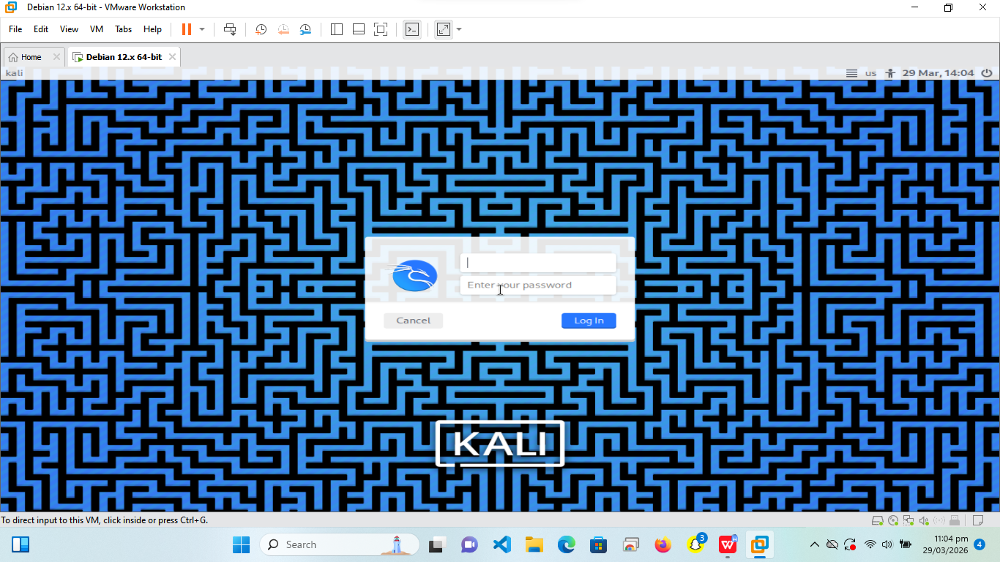 Debian 12.x 64-bit - VMware Workstation
File Edit View VM Tabs Help
Home Debian 12.x 64-bit
kali us 29 Mar, 14:04
Enter your password
Cancel Log In
KALI
To direct input to this VM, click inside or press Ctrl+G.
Search 3 W 11:04 pm 4
29/03/2026